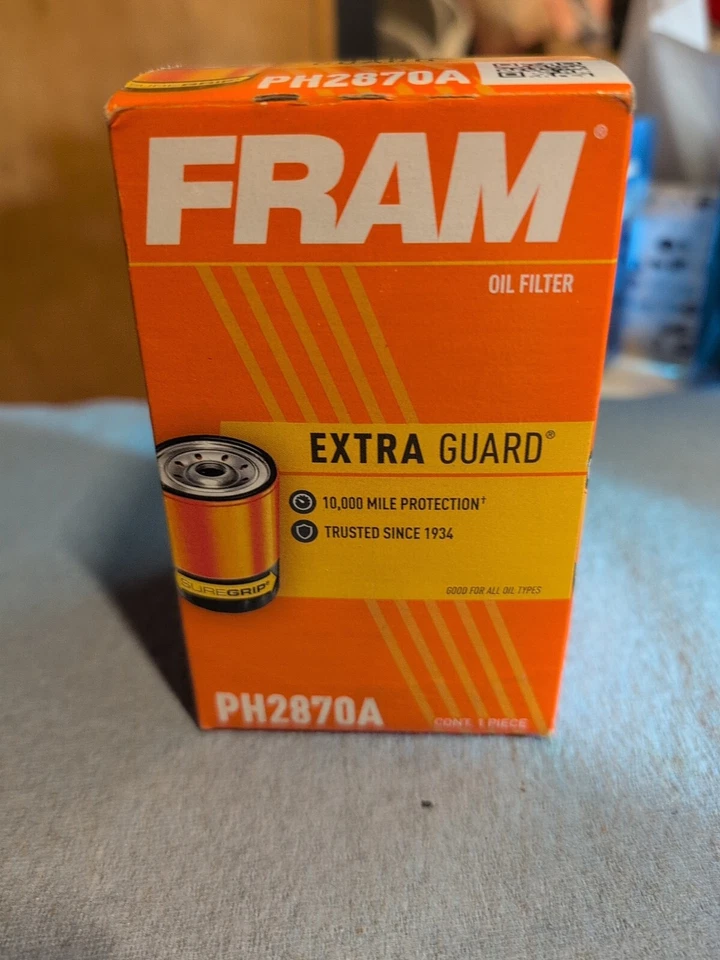 PH2870A
FRAM®
OIL FILTER
EXTRA GUARD®
10,000 MILE PROTECTION†
TRUSTED SINCE 1934
SUREGRIP®
GOOD FOR ALL OIL TYPES
PH2870A
CONT. 1 PIECE